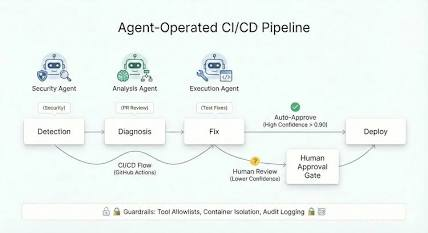 Agent-Operated CI/CD Pipeline
Security Agent
Analysis Agent
Execution Agent
(Security)
(PR Review)
(Test Fixes)
Detection
Diagnosis
Fix
Auto-Approve
(High Confidence > 0.90)
Deploy
CI/CD Flow
(GitHub Actions)
?
Human Review
(Lower Confidence)
Human
Approval
Gate
Guardrails: Tool Allowlists, Container Isolation, Audit Logging